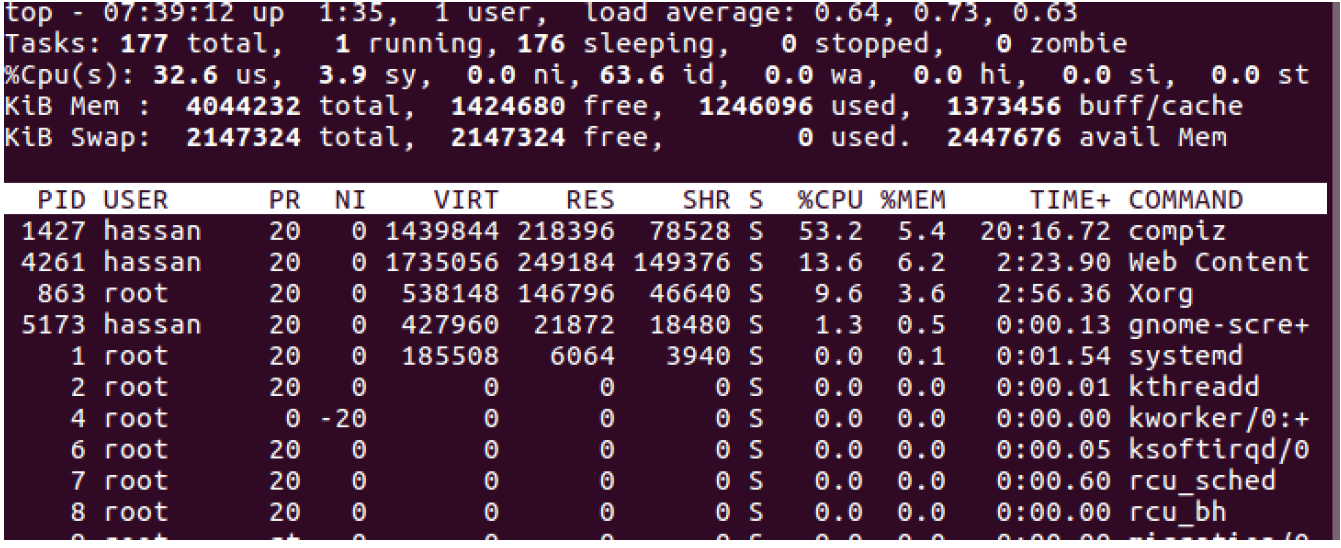 top - 07:39:12 up  1:35,  1 user,  load average: 0.64, 0.73, 0.63
Tasks: 177 total,   1 running, 176 sleeping,   0 stopped,   0 zombie
%Cpu(s): 32.6 us,  3.9 sy,  0.0 ni, 63.6 id,  0.0 wa,  0.0 hi,  0.0 si,  0.0 st
KiB Mem :  4044232 total,  1424680 free,  1246096 used,  1373456 buff/cache
KiB Swap:  2147324 total,  2147324 free,        0 used.  2447676 avail Mem
PID USER      PR  NI    VIRT    RES    SHR S  %CPU %MEM     TIME+ COMMAND
1427 hassan    20   0 1439844 218396  78528 S  53.2  5.4  20:16.72 compiz
4261 hassan    20   0 1735056 249184 149376 S  13.6  6.2   2:23.90 Web Content
863 root      20   0  538148 146796  46640 S   9.6  3.6   2:56.36 Xorg
5173 hassan    20   0  427960  21872  18480 S   1.3  0.5   0:00.13 gnome-scre+
1 root      20   0  185508   6064   3940 S   0.0  0.1   0:01.54 systemd
2 root      20   0       0      0      0 S   0.0  0.0   0:00.01 kthreadd
4 root       0 -20       0      0      0 S   0.0  0.0   0:00.00 kworker/0:+
6 root      20   0       0      0      0 S   0.0  0.0   0:00.05 ksoftirqd/0
7 root      20   0       0      0      0 S   0.0  0.0   0:00.60 rcu_sched
8 root      20   0       0      0      0 S   0.0  0.0   0:00.00 rcu_bh